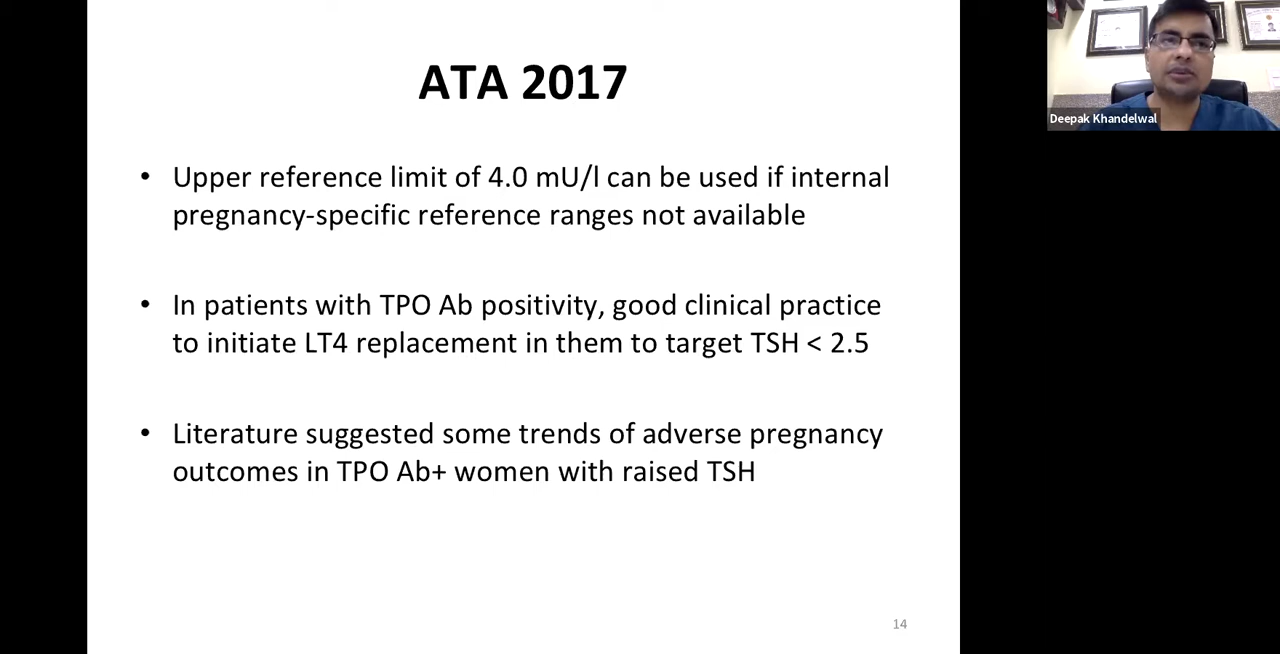 ATA 2017
• Upper reference limit of 4.0 mU/l can be used if internal
pregnancy-specific reference ranges not available
• In patients with TPO Ab positivity, good clinical practice
to initiate LT4 replacement in them to target TSH < 2.5
• Literature suggested some trends of adverse pregnancy
outcomes in TPO Ab+ women with raised TSH
14
Deepak Khandelwal